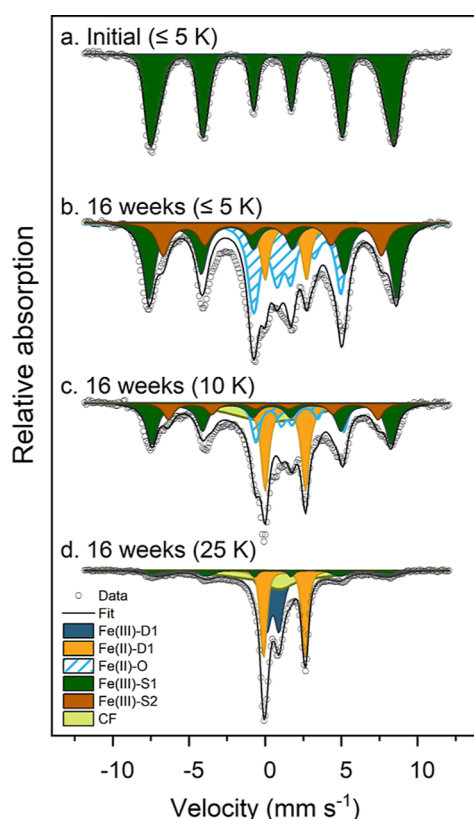 a. Initial (≤ 5 K)
b. 16 weeks (≤ 5 K)
c. 16 weeks (10 K)
d. 16 weeks (25 K)
Relative absorption
Data
Fit
Fe(III)-D1
Fe(II)-D1
Fe(II)-O
Fe(III)-S1
Fe(III)-S2
CF
-10 -5 0 5 10
Velocity (mm s⁻¹)